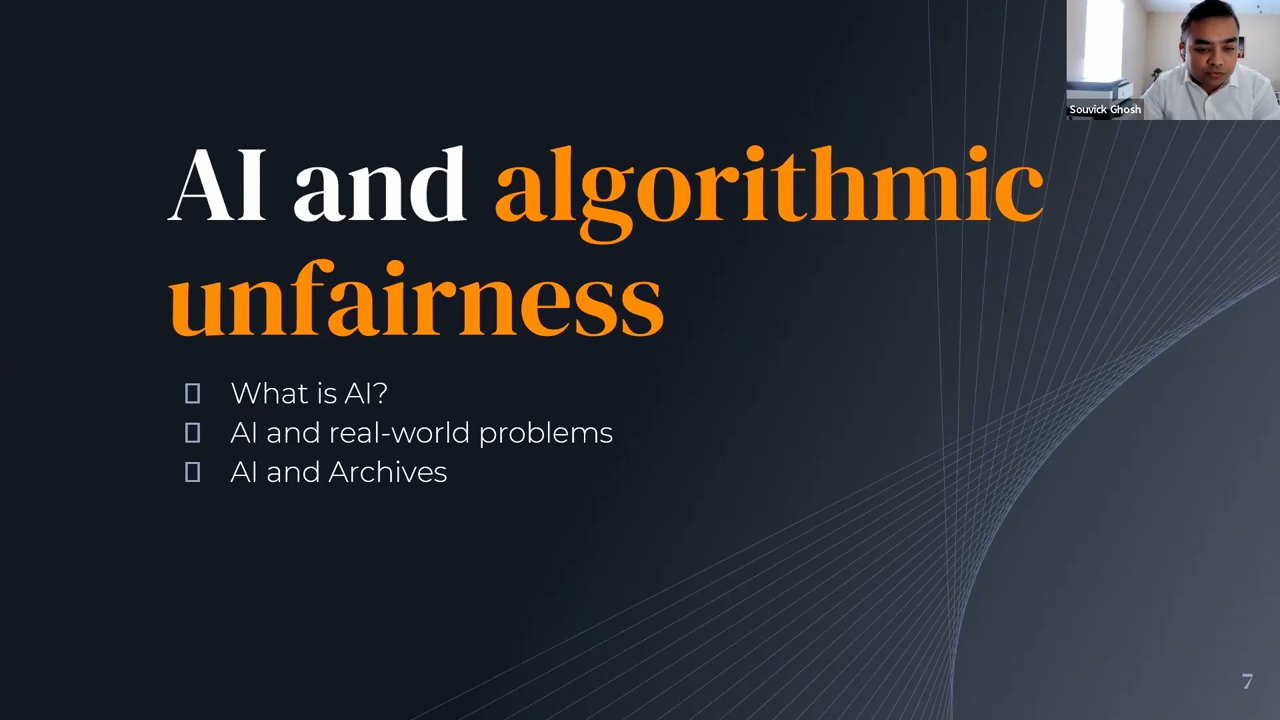 Souvick Ghosh
AI and algorithmic
unfairness
What is AI?
AI and real-world problems
AI and Archives
7